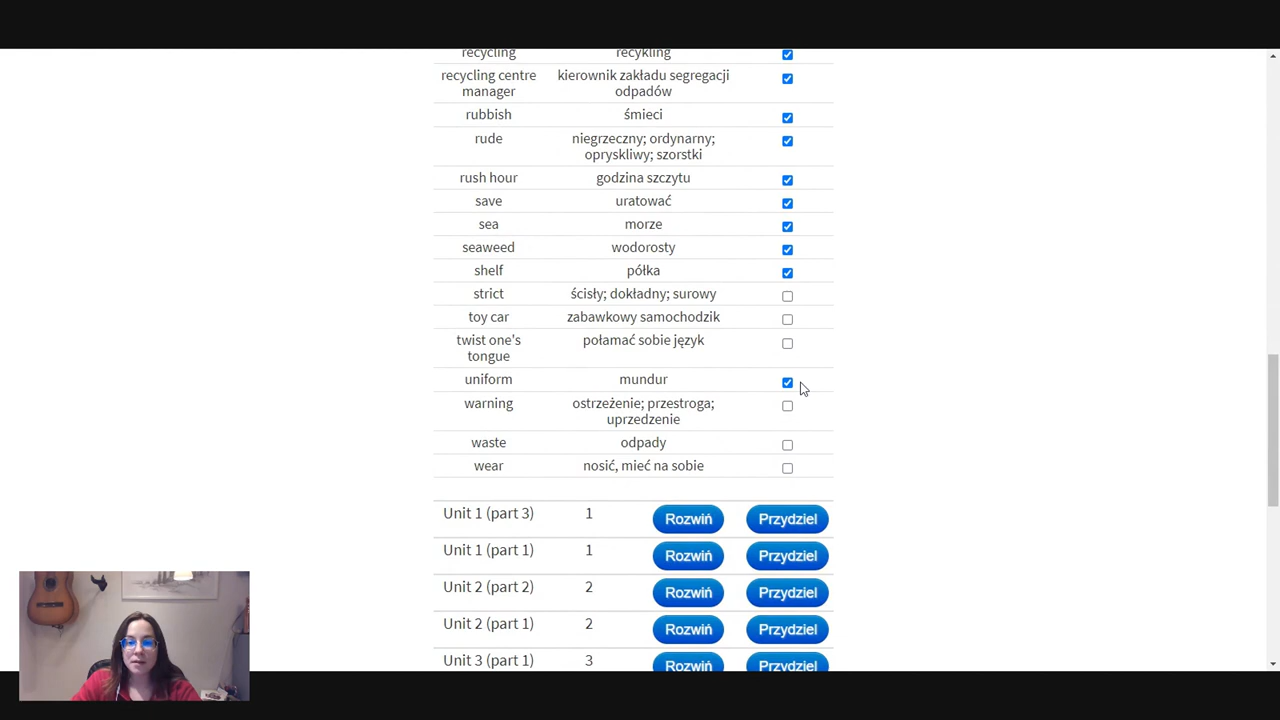 recycling recykling
recycling centre kierownik zakładu segregacji
manager odpadów
rubbish śmieci
rude niegrzeczny; ordynarny;
opryskliwy; szorstki
rush hour godzina szczytu
save uratować
sea morze
seaweed wodorosty
shelf półka
strict ścisły; dokładny; surowy
toy car zabawkowy samochodzik
twist one's połamać sobie język
tongue
uniform mundur
warning ostrzeżenie; przestroga;
uprzedzenie
waste odpady
wear nosić, mieć na sobie
Unit 1 (part 3) 1 Rozwiń Przydziel
Unit 1 (part 1) 1 Rozwiń Przydziel
Unit 2 (part 2) 2 Rozwiń Przydziel
Unit 2 (part 1) 2 Rozwiń Przydziel
Unit 3 (part 1) 3 Rozwiń Przydziel